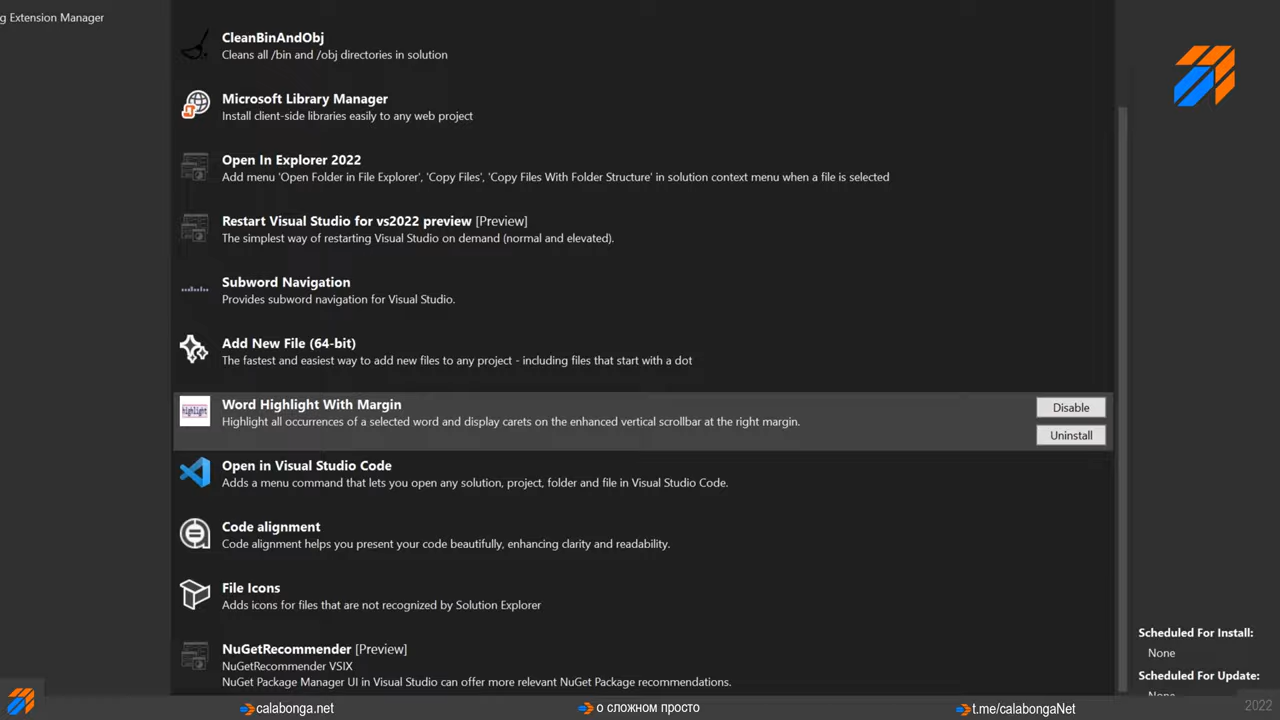 g Extension Manager
CleanBinAndObj
Cleans all /bin and /obj directories in solution
Microsoft Library Manager
Install client-side libraries easily to any web project
Open In Explorer 2022
Add menu 'Open Folder in File Explorer', 'Copy Files', 'Copy Files With Folder Structure' in solution context menu when a file is selected
Restart Visual Studio for vs2022 preview [Preview]
The simplest way of restarting Visual Studio on demand (normal and elevated).
Subword Navigation
Provides subword navigation for Visual Studio.
Add New File (64-bit)
The fastest and easiest way to add new files to any project - including files that start with a dot
highlight
Word Highlight With Margin
Highlight all occurrences of a selected word and display carets on the enhanced vertical scrollbar at the right margin.
Disable
Uninstall
Open in Visual Studio Code
Adds a menu command that lets you open any solution, project, folder and file in Visual Studio Code.
Code alignment
Code alignment helps you present your code beautifully, enhancing clarity and readability.
File Icons
Adds icons for files that are not recognized by Solution Explorer
NuGetRecommender [Preview]
NuGetRecommender VSIX
NuGet Package Manager UI in Visual Studio can offer more relevant NuGet Package recommendations.
Scheduled For Install:
None
Scheduled For Update:
None
calabonga.net
о сложном просто
t.me/calabongaNet
2022